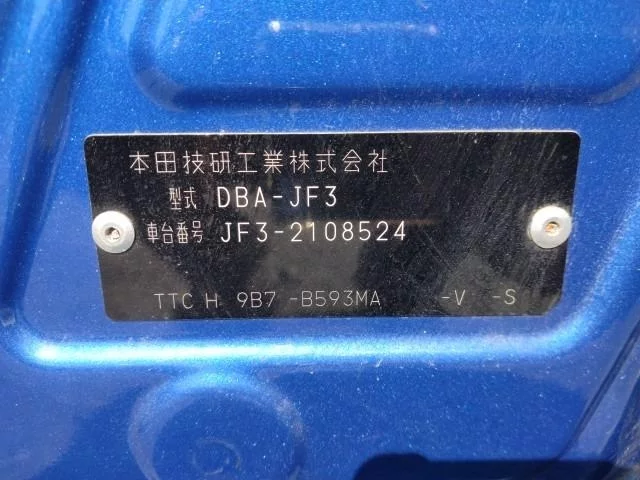 本田技研工業株式会社
型式 DBA-JF3
車台番号 JF3-2108524
TTC H 9B7 -B593MA -V -S